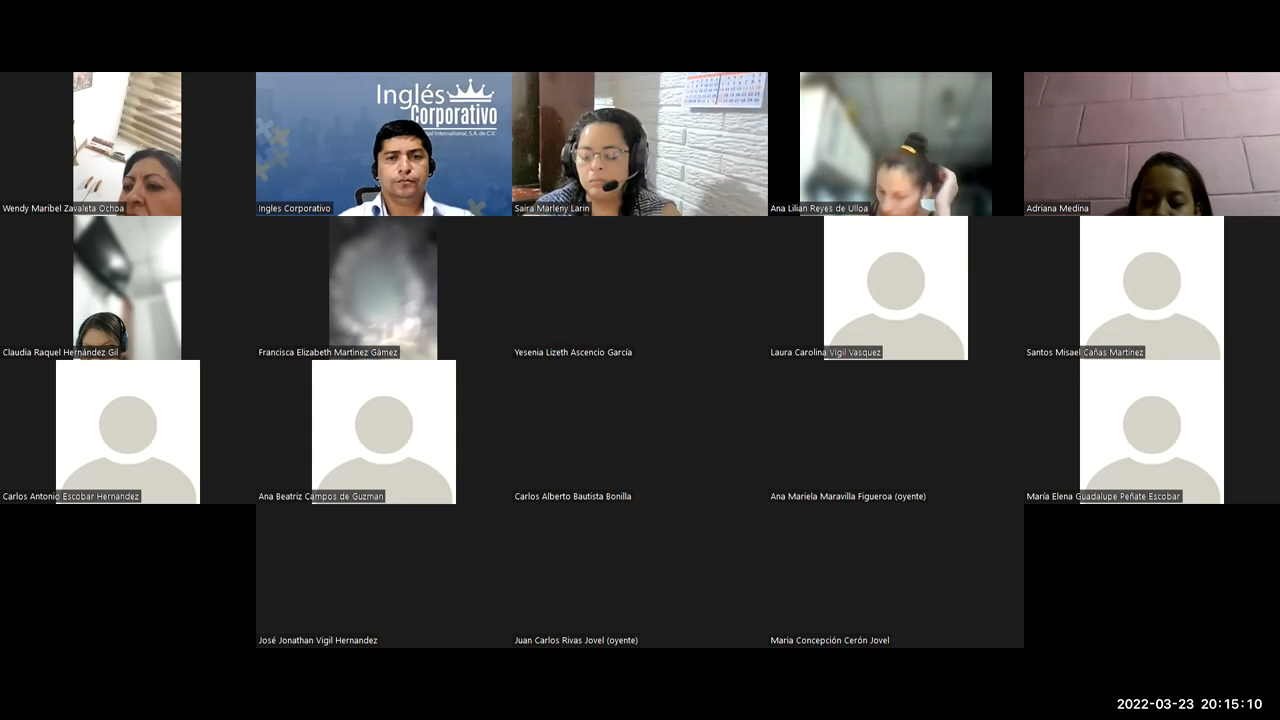 Inglés
Corporativo
gal International, S.A. de C.V.
Wendy Maribel Zavaleta Ochoa
Ingles Corporativo
Saira Marleny Larin
Ana Lilian Reyes de Ulloa
Adriana Medina
Claudia Raquel Hernández Gil
Francisca Elizabeth Martinez Gàmez
Yesenia Lizeth Ascencio García
Laura Carolina Vigil Vasquez
Santos Misael Cañas Martinez
Carlos Antonio Escobar Hernandez
Ana Beatriz Campos de Guzman
Carlos Alberto Bautista Bonilla
Ana Mariela Maravilla Figueroa (oyente)
María Elena Guadalupe Peñate Escobar
José Jonathan Vigil Hernandez
Juan Carlos Rivas Jovel (oyente)
Maria Concepción Cerón Jovel
2022-03-23 20:15:10